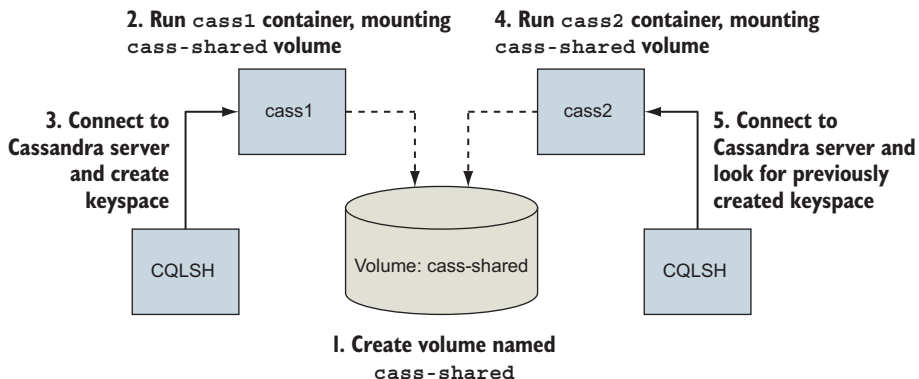 2. Run cass1 container, mounting
cass-shared volume
4. Run cass2 container, mounting
cass-shared volume
cass1
cass2
3. Connect to
Cassandra server
and create
keyspace
5. Connect to
Cassandra server and
look for previously
created keyspace
CQLSH
Volume: cass-shared
CQLSH
1. Create volume named
cass-shared